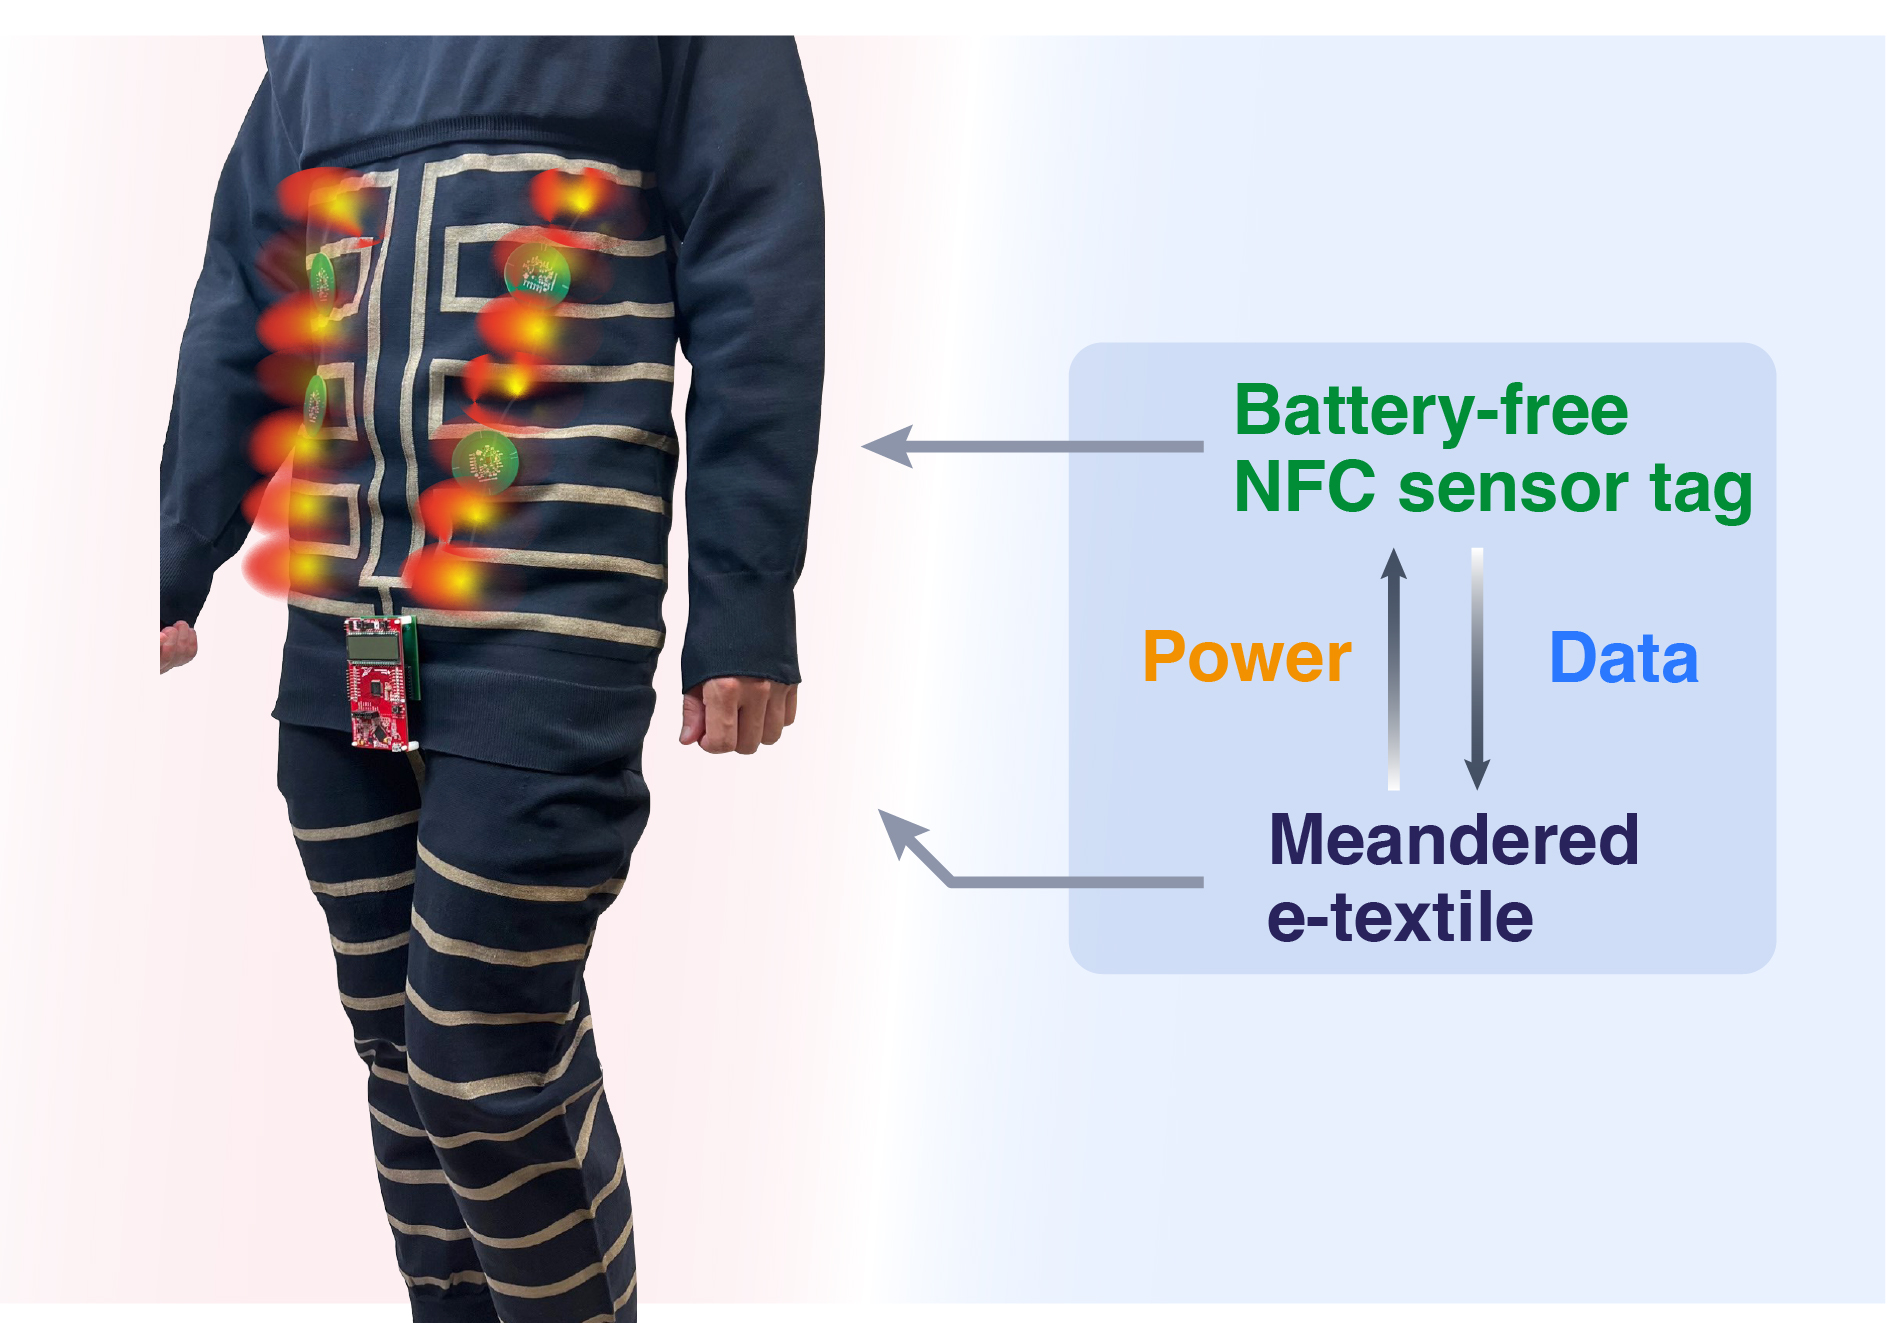 Battery-free
NFC sensor tag
Power
Data
Meandered
e-textile